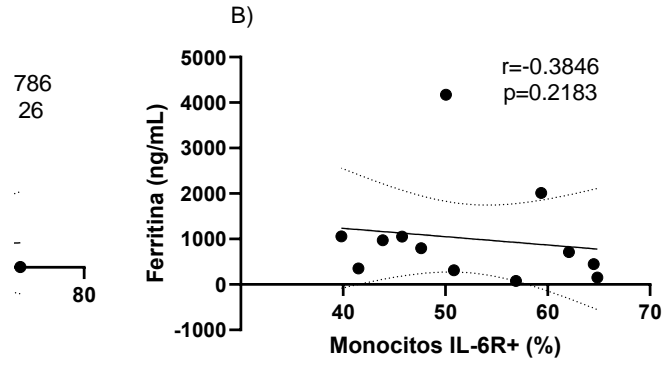 B)
786
26
80
r=-0.3846
p=0.2183
Ferritina (ng/mL)
5000
4000
3000
2000
1000
0
-1000
40 50 60 70
Monocitos IL-6R+ (%)